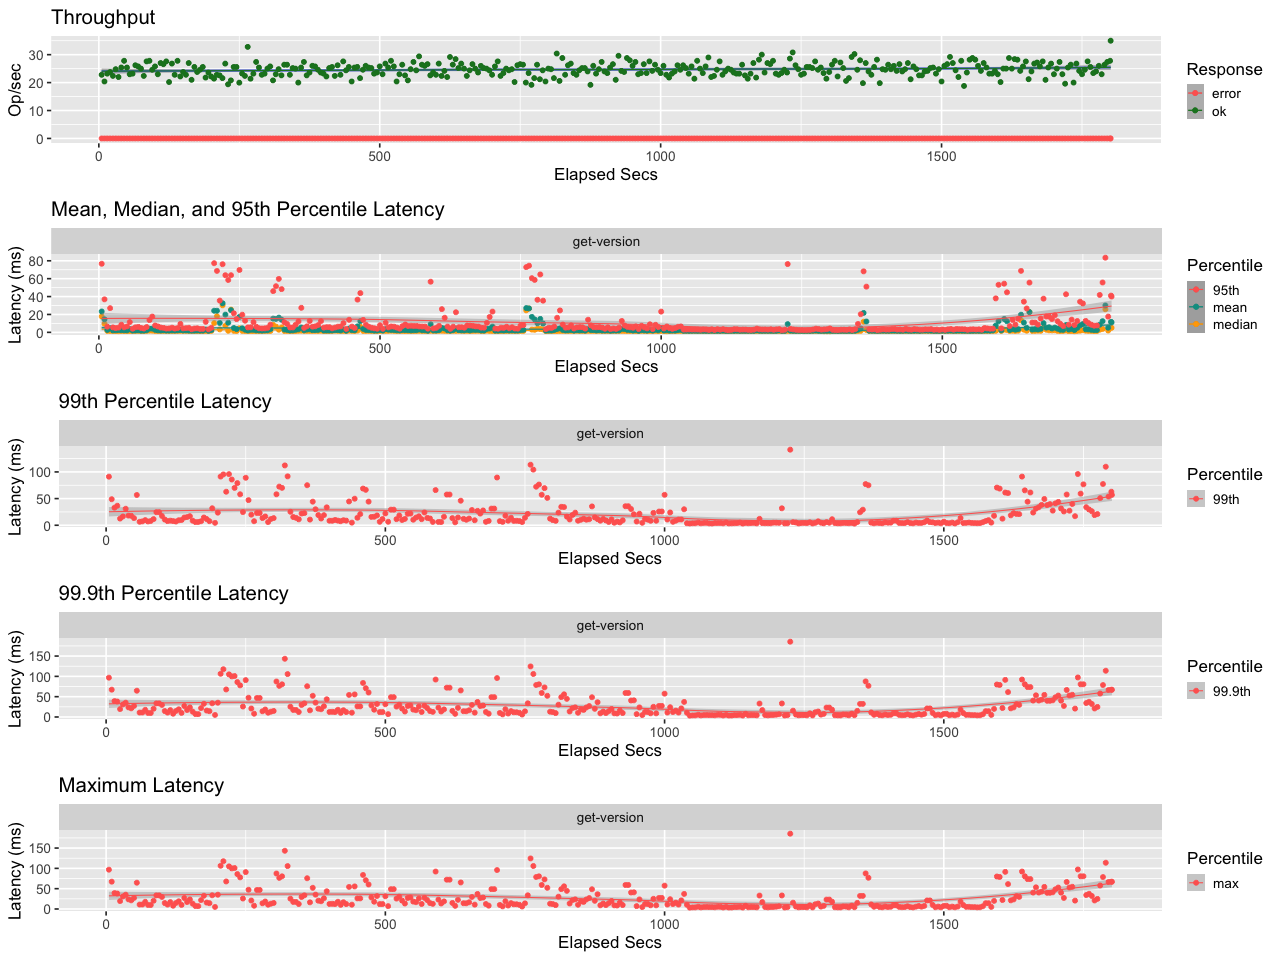 Throughput
Op/sec
30
20
10
0
0 500 1000 1500
Elapsed Secs
Response
error
ok
Mean, Median, and 95th Percentile Latency
get-version
Latency (ms)
80
60
40
20
0
0 500 1000 1500
Elapsed Secs
Percentile
95th
mean
median
99th Percentile Latency
get-version
Latency (ms)
100
50
0
0 500 1000 1500
Elapsed Secs
Percentile
99th
99.9th Percentile Latency
get-version
Latency (ms)
150
100
50
0
0 500 1000 1500
Elapsed Secs
Percentile
99.9th
Maximum Latency
get-version
Latency (ms)
150
100
50
0
0 500 1000 1500
Elapsed Secs
Percentile
max